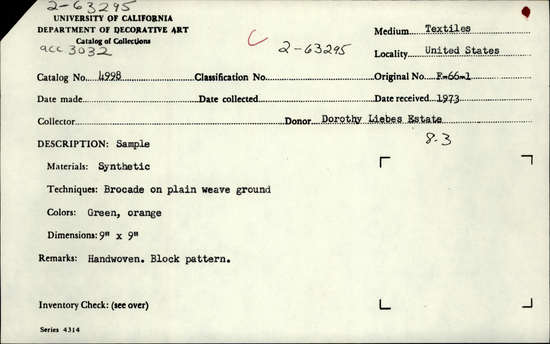 2-63295
UNIVERSITY OF CALIFORNIA
DEPARTMENT OF DECORATIVE ART
Catalog of Collections
acc 3032
C 2-63295
Medium Textiles
Locality United States
Catalog No. 4998 Classification No. Original No. F-66-1
Date made Date collected Date received 1973
Collector Donor Dorothy Liebes Estate
8.3
DESCRIPTION: Sample
Materials: Synthetic
Techniques: Brocade on plain weave ground
Colors: Green, orange
Dimensions: 9" x 9"
Remarks: Handwoven. Block pattern.
Inventory Check: (see over)
Series 4314